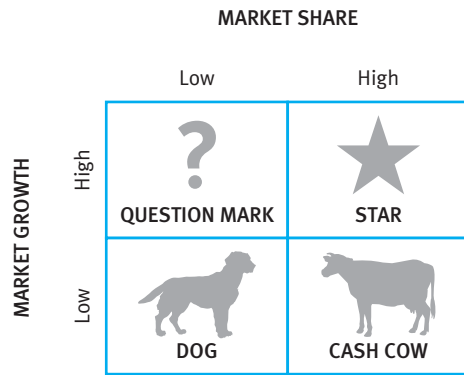 MARKET SHARE
Low High
MARKET GROWTH
High
?
QUESTION MARK STAR
Low
DOG CASH COW